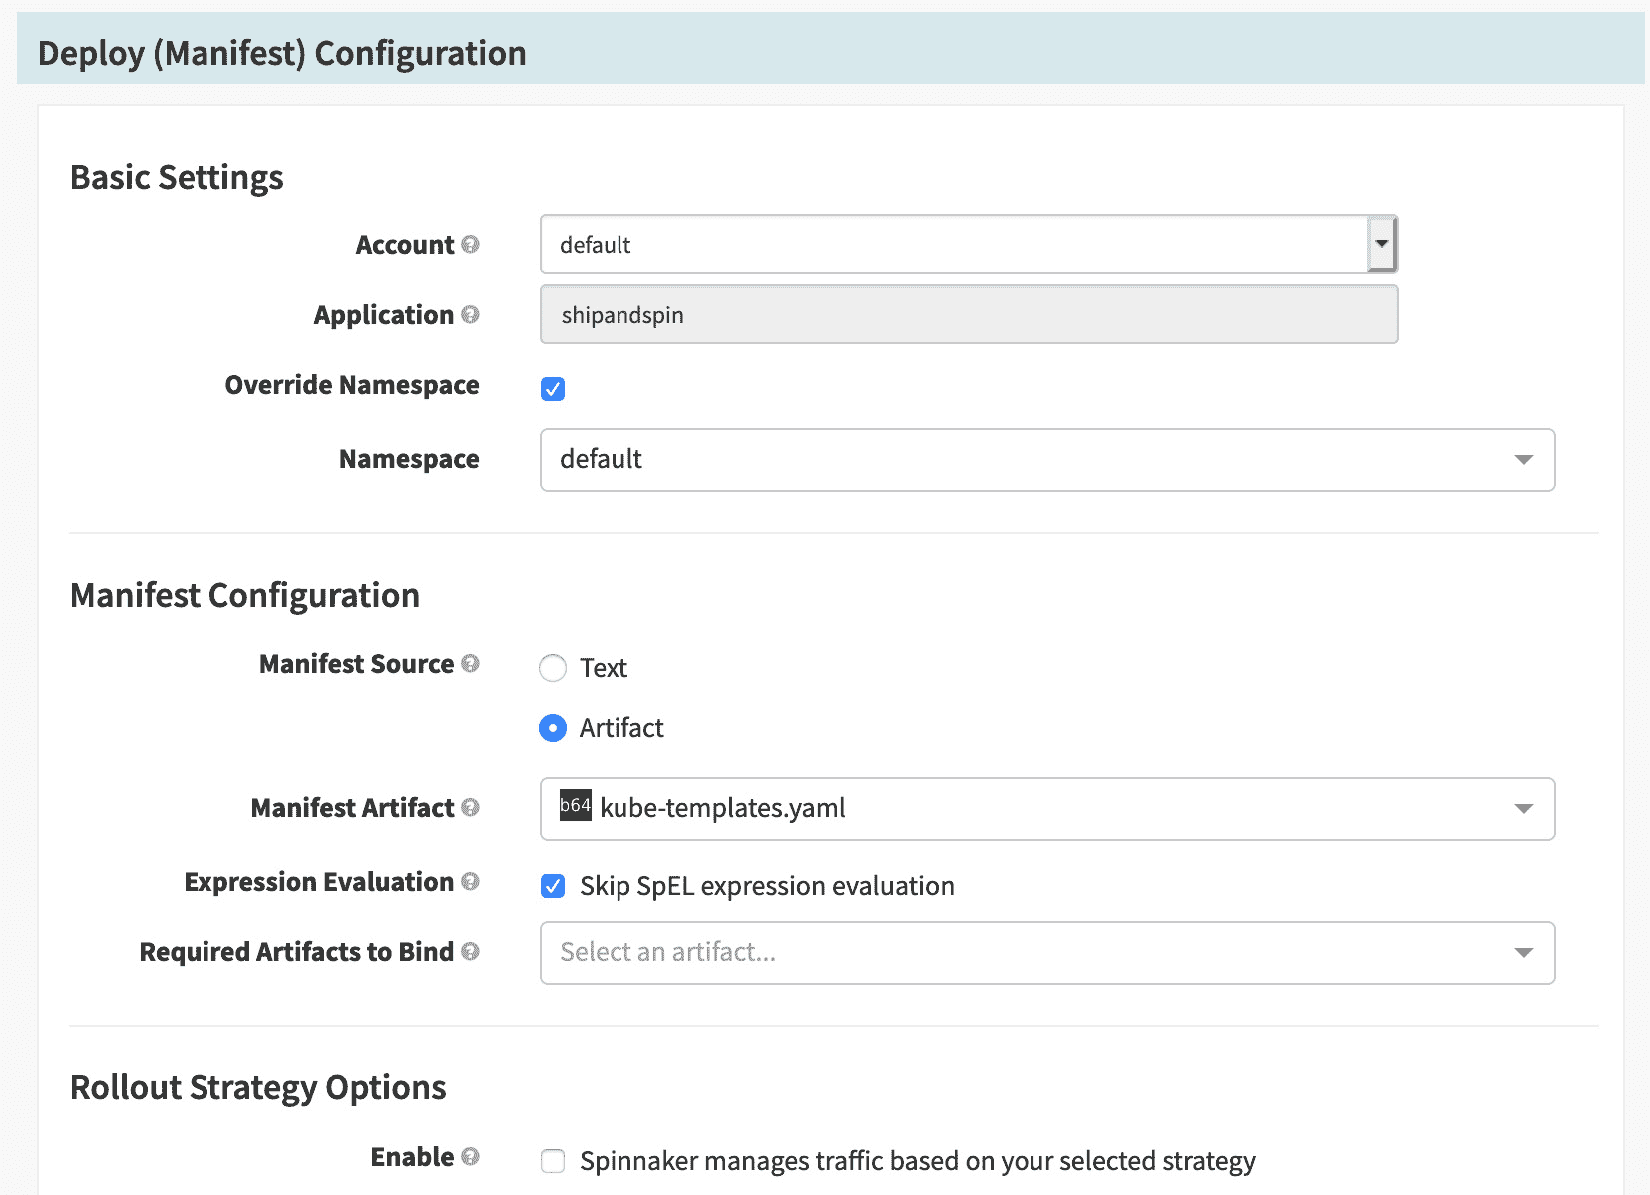 Deploy (Manifest) Configuration
Basic Settings
Account
default
Application
shipandspin
Override Namespace
Namespace
default
Manifest Configuration
Manifest Source
Text
Artifact
Manifest Artifact
b64 kube-templates.yaml
Expression Evaluation
Skip SpEL expression evaluation
Required Artifacts to Bind
Select an artifact...
Rollout Strategy Options
Enable
Spinnaker manages traffic based on your selected strategy